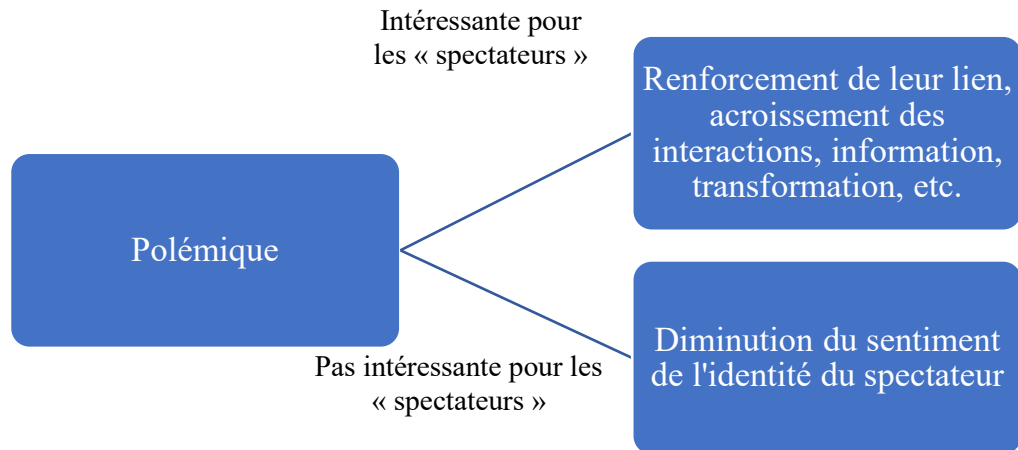 Intéressante pour
les « spectateurs »
Renforcement de leur lien,
acroissement des
interactions, information,
transformation, etc.
Polémique
Pas intéressante pour les
« spectateurs »
Diminution du sentiment
de l'identité du spectateur